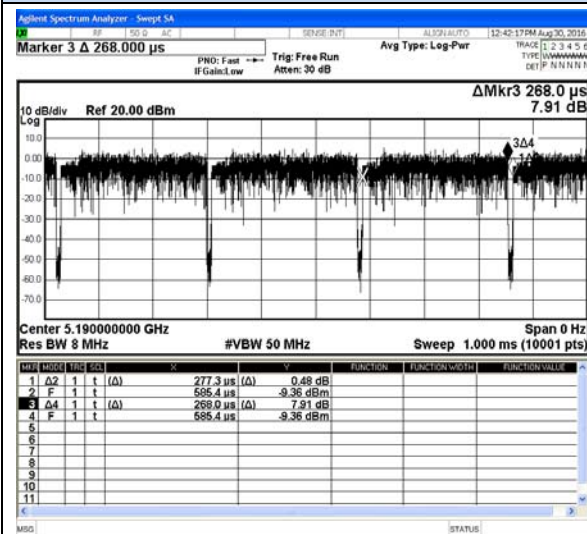 Agilent Spectrum Analyzer - Swept SA
RF 50 Ω AC SENSE:INT ALIGN AUTO 12:42:17 PM Aug 30, 2016
Marker 3 Δ 268.000 µs
PNO: Fast
IFGain:Low
Trig: Free Run
Atten: 30 dB
Avg Type: Log-Pwr
TRACE 1 2 3 4 5 6
TYPE
DET P N N N N N
ΔMkr3 268.0 µs
7.91 dB
10 dB/div Ref 20.00 dBm
Log
10.0
0.00
-10.0
-20.0
-30.0
-40.0
-50.0
-60.0
-70.0
3Δ4
Center 5.190000000 GHz Span 0 Hz
Res BW 8 MHz #VBW 50 MHz Sweep 1.000 ms (10001 pts)
MKR MODE TRC SCL X Y FUNCTION FUNCTION WIDTH FUNCTION VALUE
1 Δ2 1 t (Δ) 277.3 µs (Δ) 0.48 dB
2 F 1 t 585.4 µs -9.36 dBm
3 Δ4 1 t (Δ) 268.0 µs (Δ) 7.91 dB
4 F 1 t 585.4 µs -9.36 dBm
5
6
7
8
9
10
11
MSG STATUS